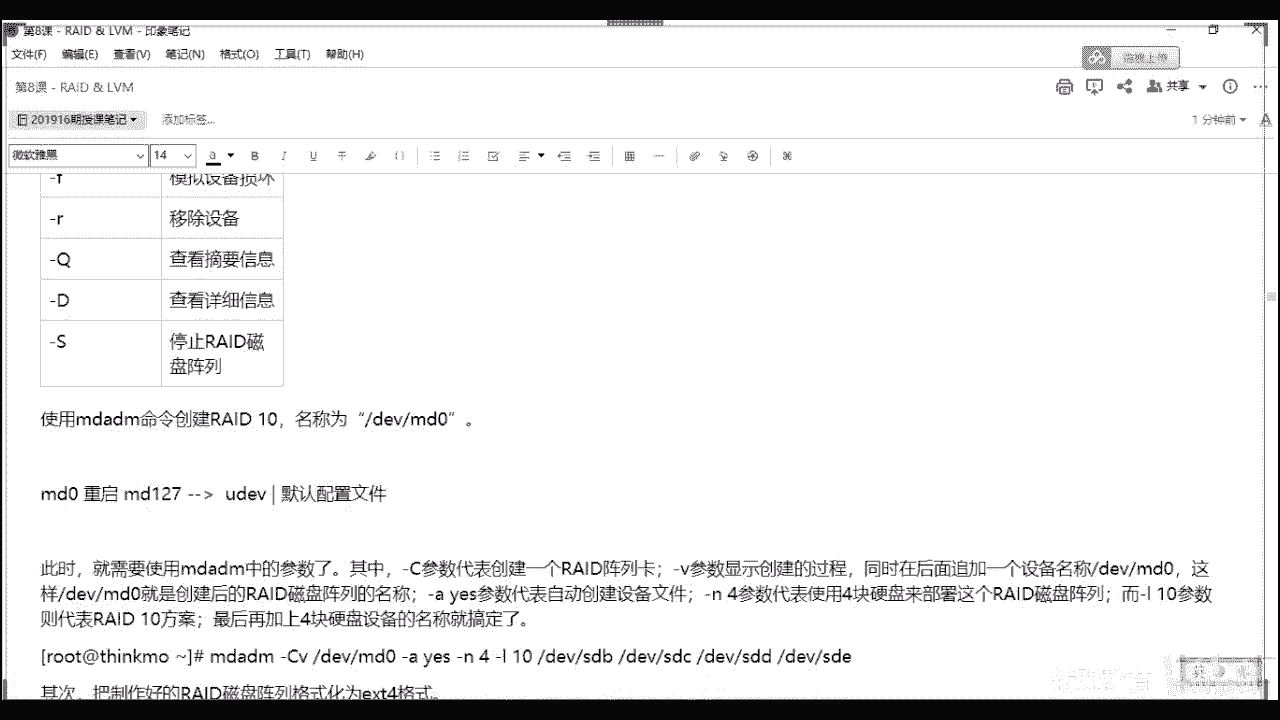 第8课 - RAID & LVM - 印象笔记
文件(F) 编辑(E) 查看(V) 笔记(N) 格式(O) 工具(T) 帮助(H)
第8课 - RAID & LVM
共享
201916期授课笔记 添加标签...
1 分钟前
微软雅黑 14
-f 模拟设备损坏
-r 移除设备
-Q 查看摘要信息
-D 查看详细信息
-S 停止RAID磁
盘阵列
使用mdadm命令创建RAID 10，名称为“/dev/md0”。
md0 重启 md127 --> udev | 默认配置文件
此时，就需要使用mdadm中的参数了。其中，-C参数代表创建一个RAID阵列卡；-v参数显示创建的过程，同时在后面追加一个设备名称/dev/md0，这
样/dev/md0就是创建后的RAID磁盘阵列的名称；-a yes参数代表自动创建设备文件；-n 4参数代表使用4块硬盘来部署这个RAID磁盘阵列；而-l 10参数
则代表RAID 10方案；最后再加上4块硬盘设备的名称就搞定了。
[root@thinkmo ~]# mdadm -Cv /dev/md0 -a yes -n 4 -l 10 /dev/sdb /dev/sdc /dev/sdd /dev/sde
其次，把制作好的RAID磁盘阵列格式化为ext4格式。